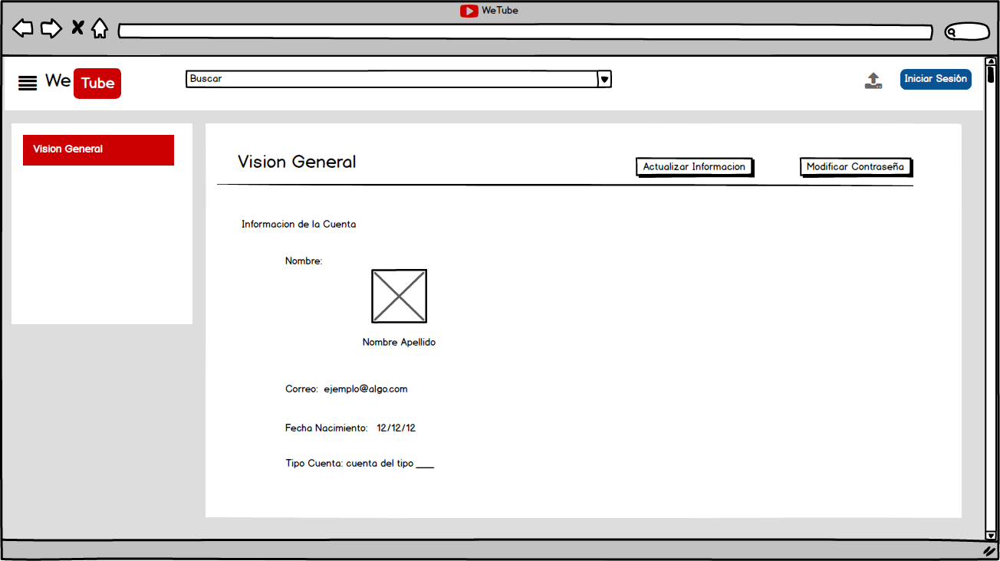 WeTube
We Tube
Buscar
Iniciar Sesión
Vision General
Vision General
Actualizar Informacion
Modificar Contraseña
Informacion de la Cuenta
Nombre:
Nombre Apellido
Correo: ejemplo@algo.com
Fecha Nacimiento: 12/12/12
Tipo Cuenta: cuenta del tipo ___